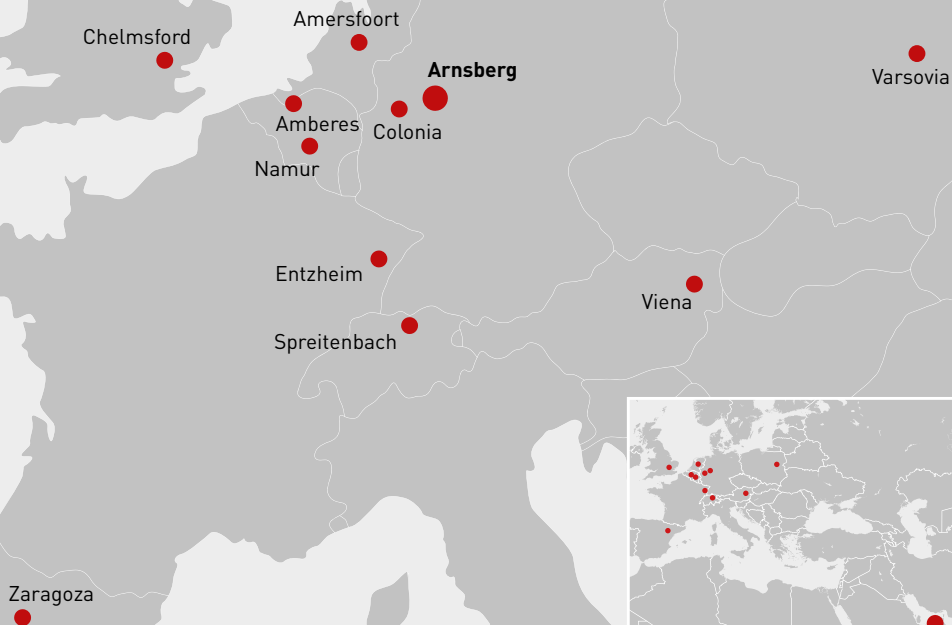 Amersfoort
Chelmsford
Arnsberg
Varsovia
Amberes
Colonia
Namur
Entzheim
Viena
Spreitenbach
Zaragoza